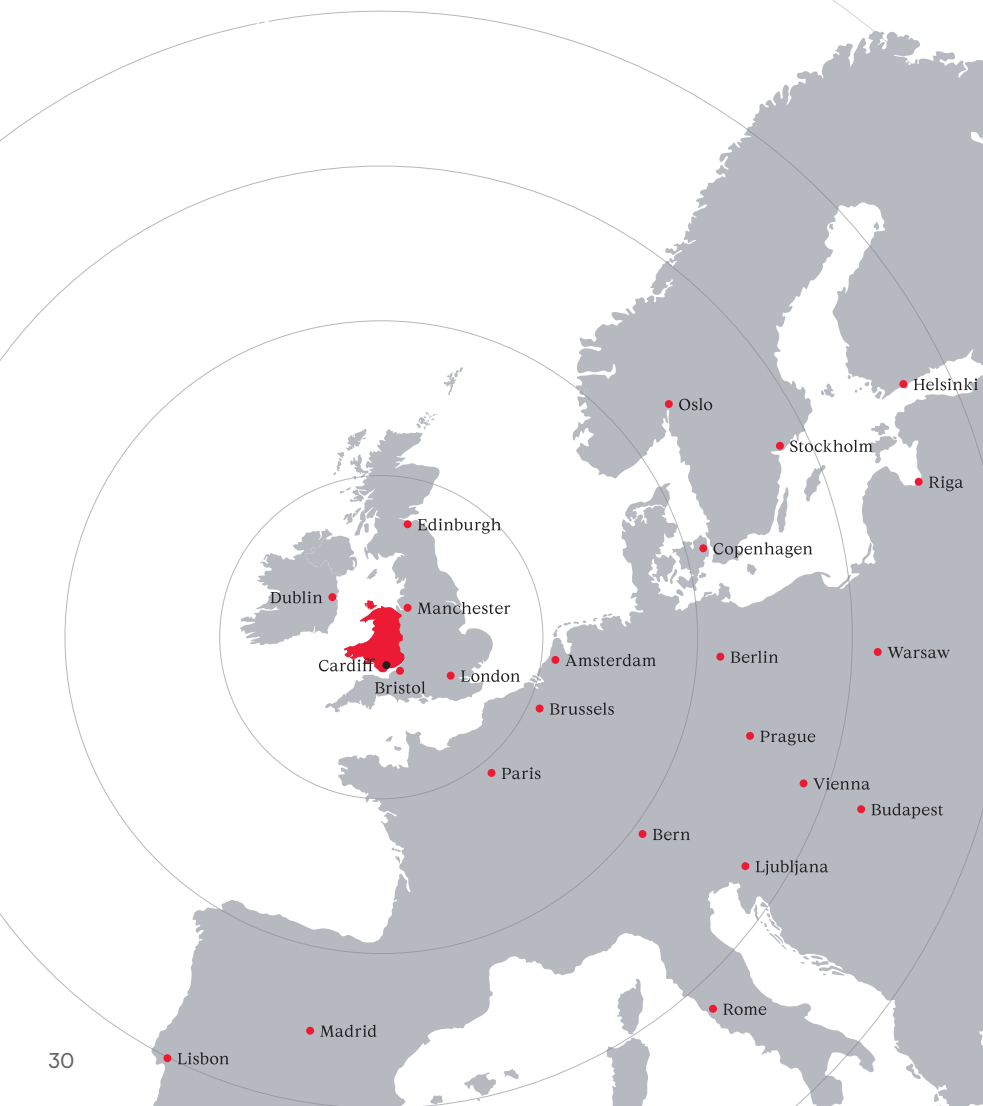 Helsinki
Oslo
Stockholm
Riga
Edinburgh
Copenhagen
Dublin
Manchester
Warsaw
Berlin
Amsterdam
Cardiff
London
Bristol
Brussels
Prague
Paris
Vienna
Budapest
Bern
Ljubljana
Rome
Madrid
Lisbon
30